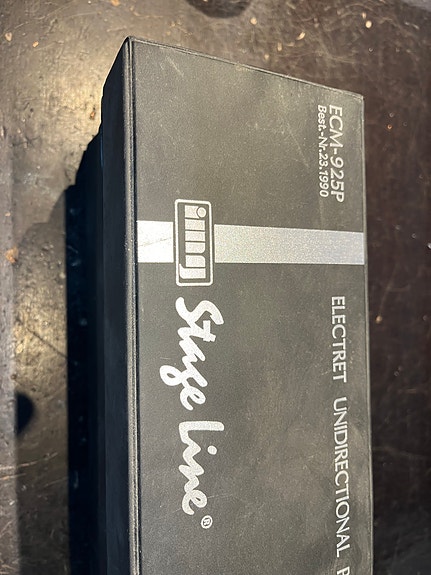 ECM-925P
Best.-Nr.23.1990
img
Stage Line®
ELECTRET UNIDIRECTIONAL P